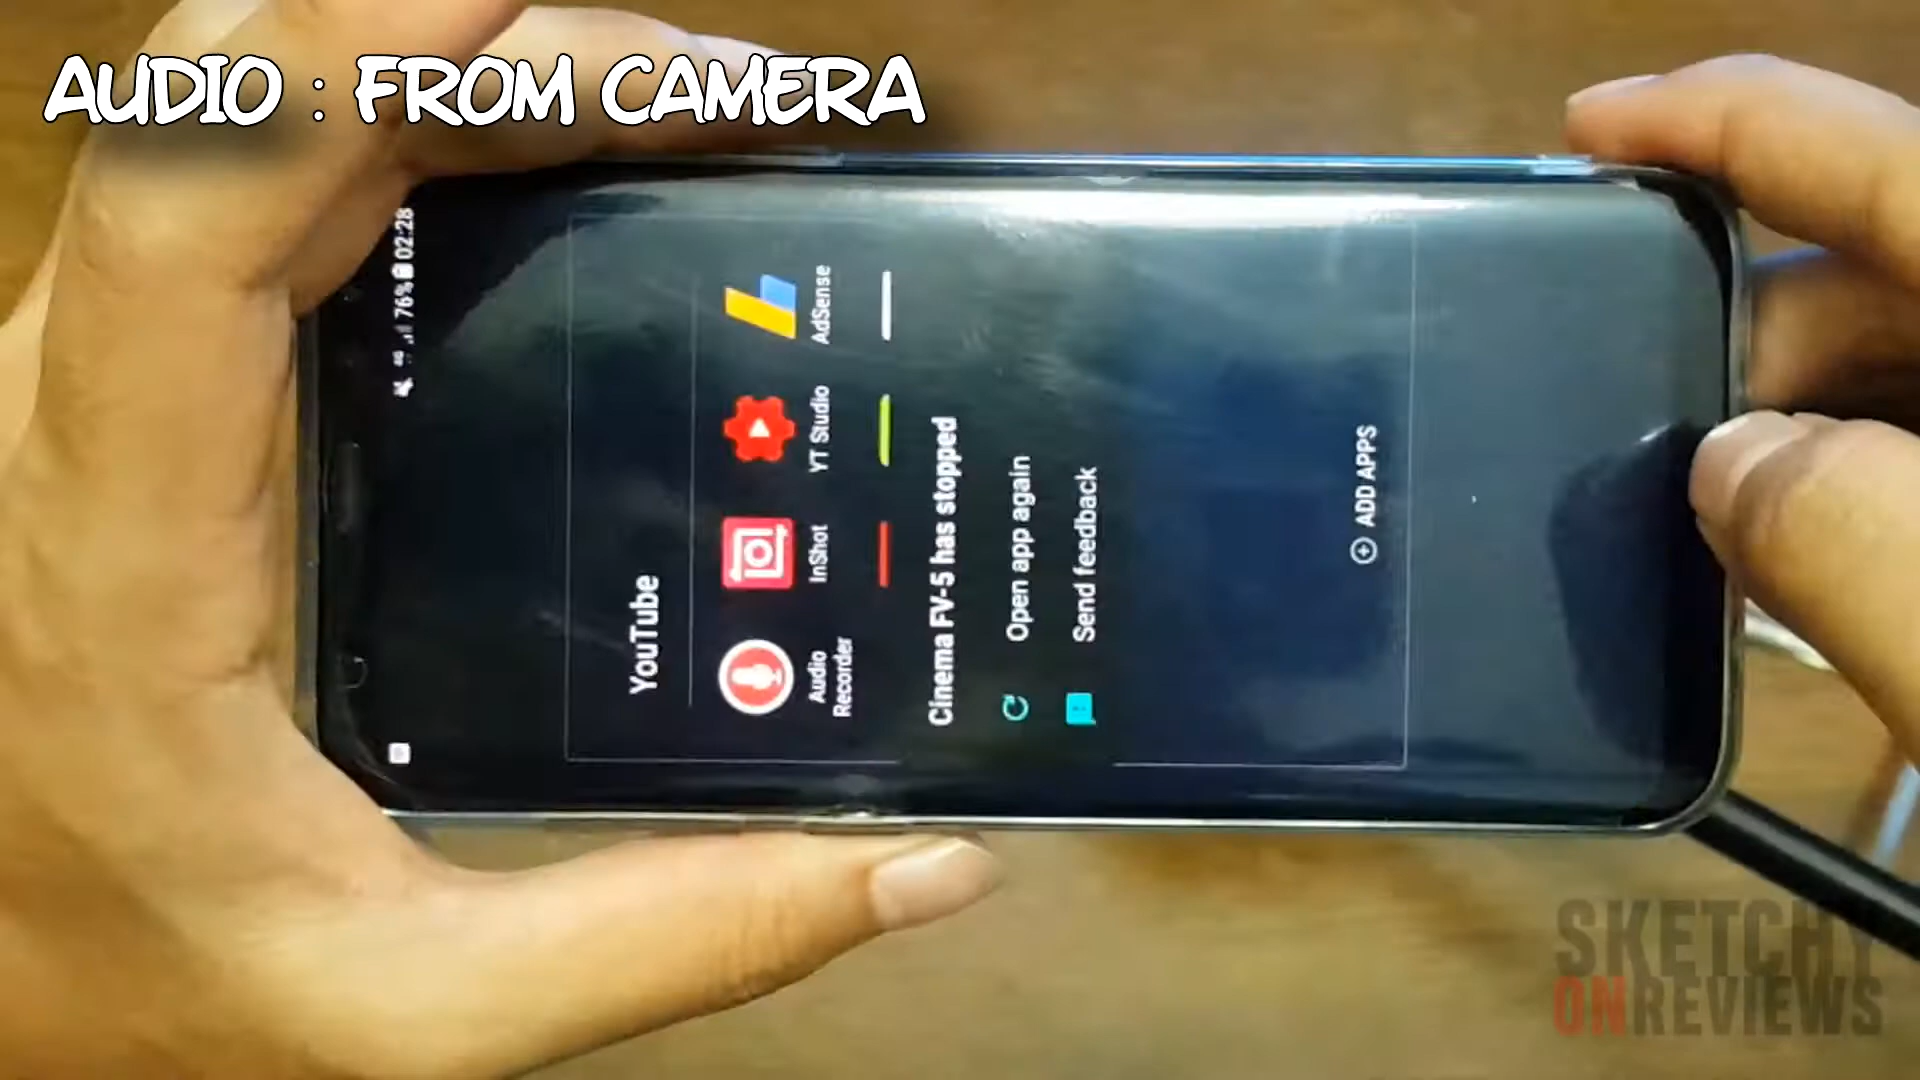 AUDIO : FROM CAMERA
76% 02:28
YouTube
Audio Recorder
InShot
YT Studio
AdSense
Cinema FV-5 has stopped
Open app again
Send feedback
ADD APPS
SKETCHY
ONREVIEWS